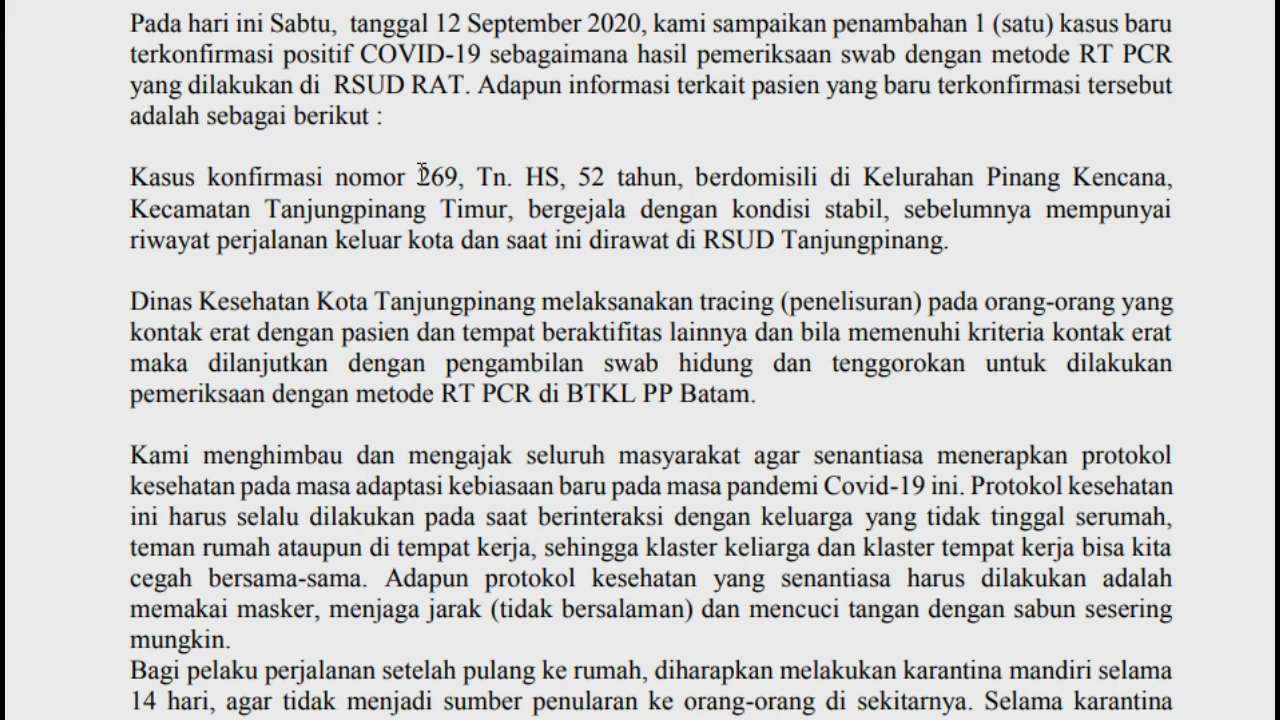 Pada hari ini Sabtu, tanggal 12 September 2020, kami sampaikan penambahan 1 (satu) kasus baru
terkonfirmasi positif COVID-19 sebagaimana hasil pemeriksaan swab dengan metode RT PCR
yang dilakukan di RSUD RAT. Adapun informasi terkait pasien yang baru terkonfirmasi tersebut
adalah sebagai berikut :
Kasus konfirmasi nomor 269, Tn. HS, 52 tahun, berdomisili di Kelurahan Pinang Kencana,
Kecamatan Tanjungpinang Timur, bergejala dengan kondisi stabil, sebelumnya mempunyai
riwayat perjalanan keluar kota dan saat ini dirawat di RSUD Tanjungpinang.
Dinas Kesehatan Kota Tanjungpinang melaksanakan tracing (penelisuran) pada orang-orang yang
kontak erat dengan pasien dan tempat beraktifitas lainnya dan bila memenuhi kriteria kontak erat
maka dilanjutkan dengan pengambilan swab hidung dan tenggorokan untuk dilakukan
pemeriksaan dengan metode RT PCR di BTKL PP Batam.
Kami menghimbau dan mengajak seluruh masyarakat agar senantiasa menerapkan protokol
kesehatan pada masa adaptasi kebiasaan baru pada masa pandemi Covid-19 ini. Protokol kesehatan
ini harus selalu dilakukan pada saat berinteraksi dengan keluarga yang tidak tinggal serumah,
teman rumah ataupun di tempat kerja, sehingga klaster keliarga dan klaster tempat kerja bisa kita
cegah bersama-sama. Adapun protokol kesehatan yang senantiasa harus dilakukan adalah
memakai masker, menjaga jarak (tidak bersalaman) dan mencuci tangan dengan sabun sesering
mungkin.
Bagi pelaku perjalanan setelah pulang ke rumah, diharapkan melakukan karantina mandiri selama
14 hari, agar tidak menjadi sumber penularan ke orang-orang di sekitarnya. Selama karantina